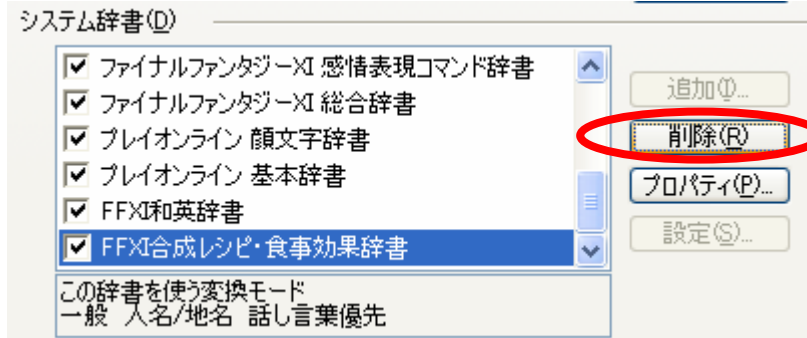 システム辞書(D)
ファイナルファンタジーXI 感情表現コマンド辞書
ファイナルファンタジーXI 総合辞書
プレイオンライン 顔文字辞書
プレイオンライン 基本辞書
FFXI和英辞書
FFXI合成レシピ・食事効果辞書
追加(I)...
削除(R)
プロパティ(P)...
設定(S)...
この辞書を使う変換モード
一般 人名/地名 話し言葉優先